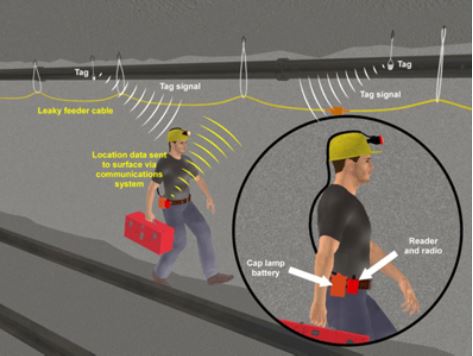 Tag
Tag
Tag signal
Tag signal
Leaky feeder cable
Location data sent
to surface via
communications
system
Reader
and radio
Cap lamp
battery